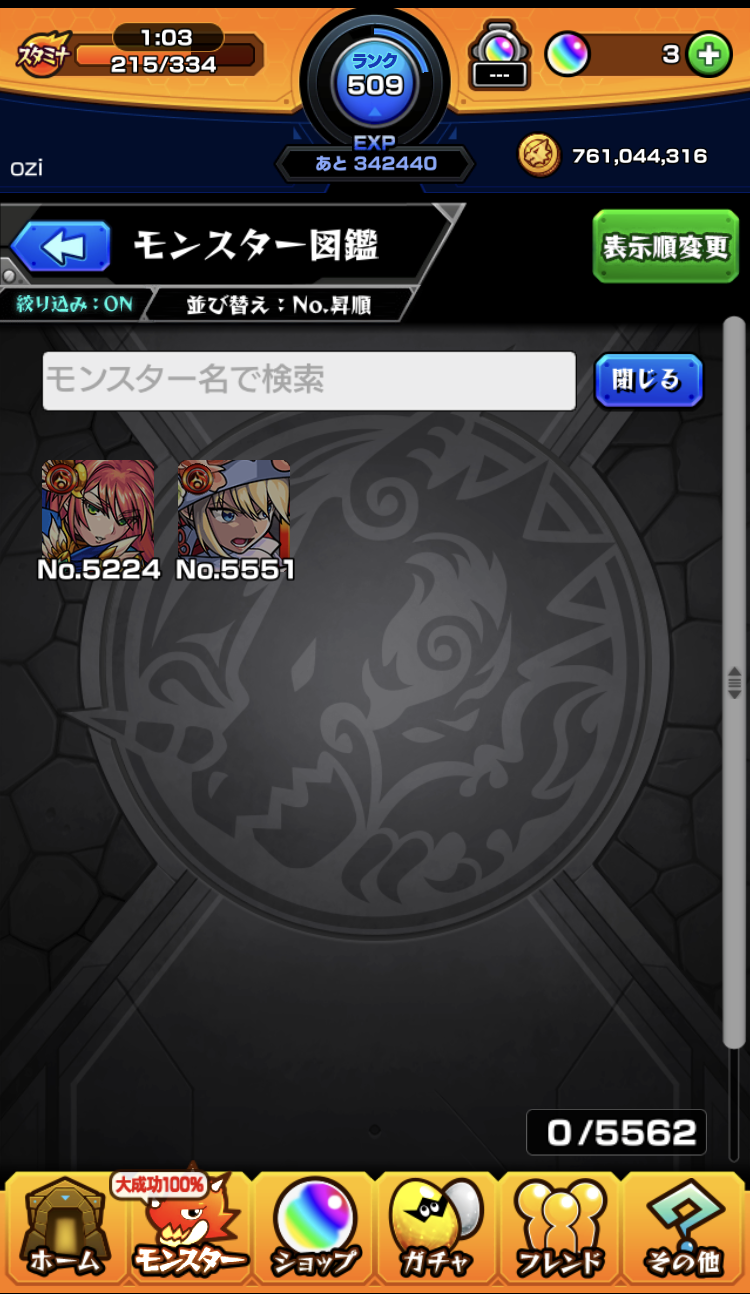 スタミナ
1:03
215/334
ランク
509
EXP
あと 342440
---
3
ozi
761,044,316
モンスター図鑑
表示順変更
絞り込み：ON
並び替え：No.昇順
モンスター名で検索
閉じる
No.5224
No.5551
0/5562
大成功100%
ホーム
モンスター
ショップ
ガチャ
フレンド
その他